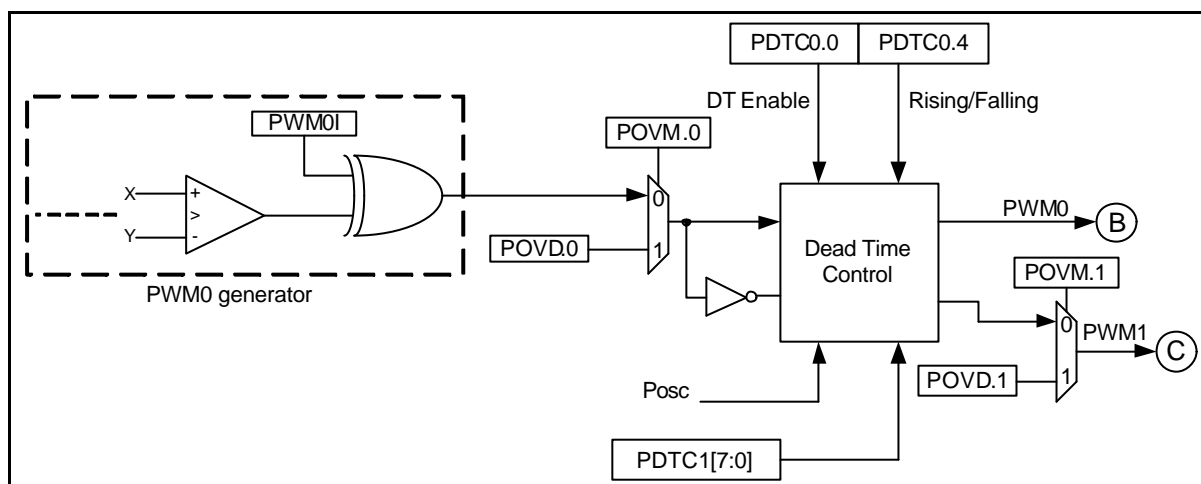 PDTC0.0
PDTC0.4
DT Enable
Rising/Falling
PWM0I
POVM.0
X
+
>
Y
-
0
1
POVD.0
PWM0 generator
Dead Time
Control
PWM0
B
POVM.1
0
1
PWM1
C
POVD.1
Posc
PDTC1[7:0]